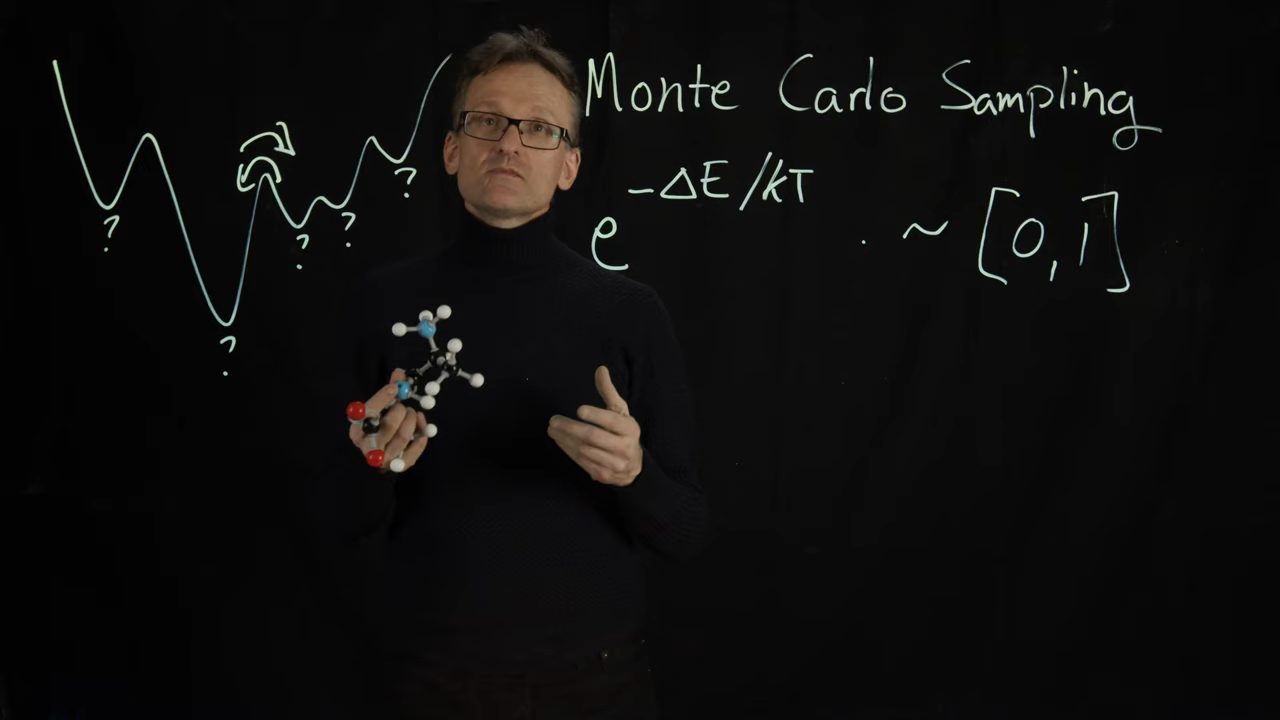 Monte Carlo Sampling
e^{-ΔE/kT} ~ [0,1]
?
?
?
?
?